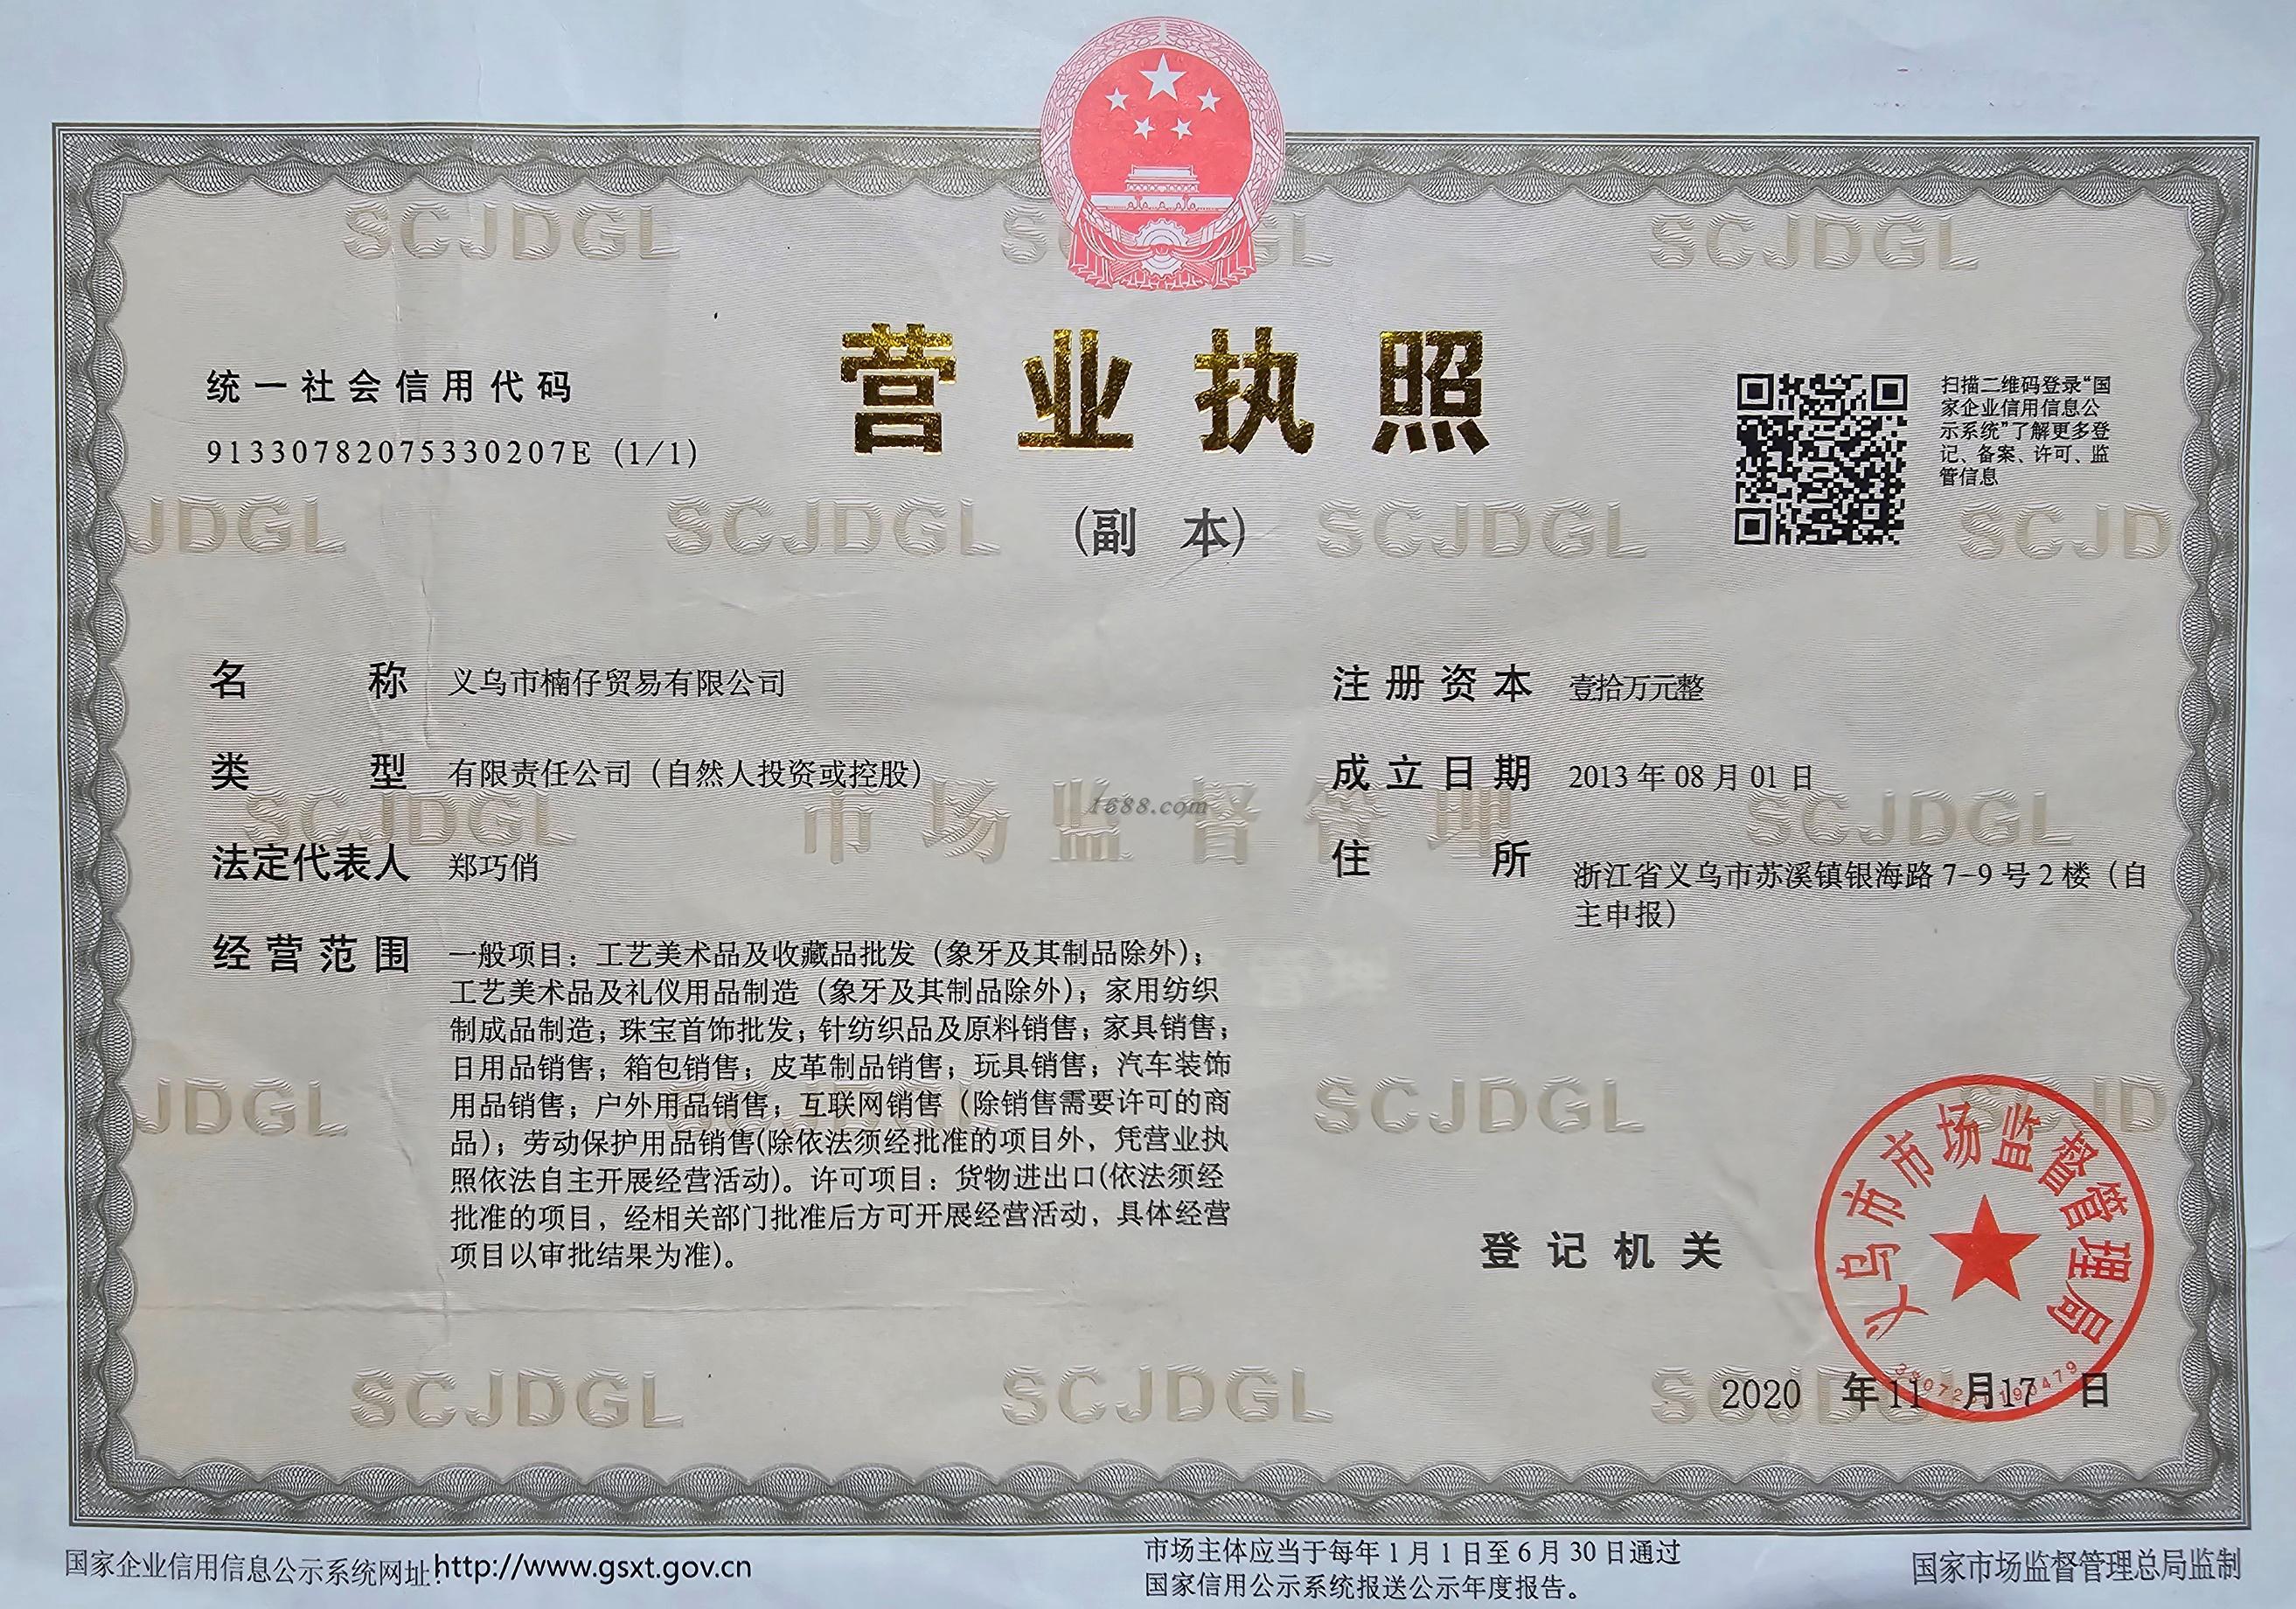 营业执照
(副 本)
统一社会信用代码
91330782075330207E (1/1)
扫描二维码登录“国
家企业信用信息公
示系统”了解更多登
记、备案、许可、监
管信息
名 称 义乌市楠仔贸易有限公司
类 型 有限责任公司（自然人投资或控股）
法定代表人 郑巧俏
经营范围 一般项目：工艺美术品及收藏品批发（象牙及其制品除外）；
工艺美术品及礼仪用品制造（象牙及其制品除外）；家用纺织
制成品制造；珠宝首饰批发；针纺织品及原料销售；家具销售；
日用品销售；箱包销售；皮革制品销售；玩具销售；汽车装饰
用品销售；户外用品销售；互联网销售（除销售需要许可的商
品）；劳动保护用品销售(除依法须经批准的项目外，凭营业执
照依法自主开展经营活动)。许可项目：货物进出口(依法须经
批准的项目，经相关部门批准后方可开展经营活动，具体经营
项目以审批结果为准)。
注册资本 壹拾万元整
成立日期 2013 年 08 月 01 日
住 所 浙江省义乌市苏溪镇银海路 7-9 号 2 楼（自
主申报）
登记机关
义乌市市场监督管理局
2020 年 11 月 17 日
SCJDGL
市场监督管理
1688.com
国家企业信用信息公示系统网址：http://www.gsxt.gov.cn
市场主体应当于每年 1 月 1 日至 6 月 30 日通过
国家信用公示系统报送公示年度报告。
国家市场监督管理总局监制